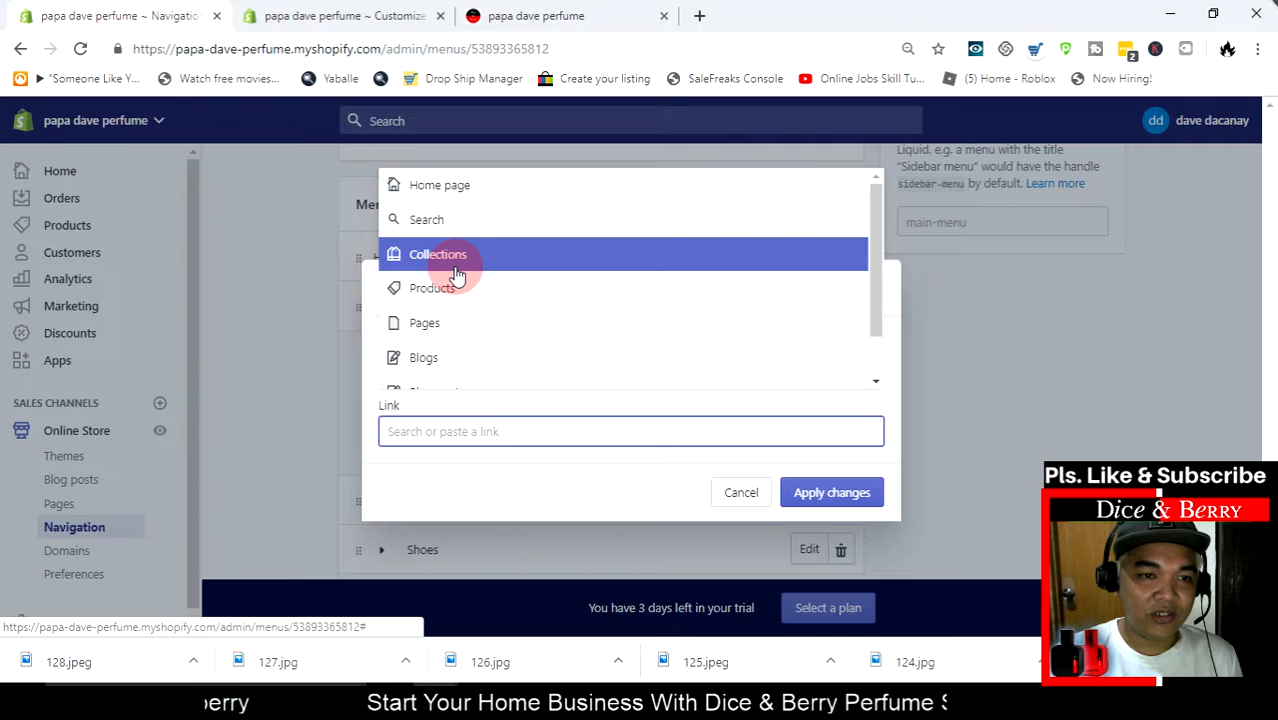 papa dave perfume ~ Navigatio
papa dave perfume ~ Customize
papa dave perfume
https://papa-dave-perfume.myshopify.com/admin/menus/53893365812
2
"Someone Like Y...
Watch free movies...
Yaballe
Drop Ship Manager
Create your listing
SaleFreaks Console
Online Jobs Skill Tu...
(5) Home - Roblox
Now Hiring!
papa dave perfume
Search
dd
dave dacanay
Home
Orders
Products
Customers
Analytics
Marketing
Discounts
Apps
SALES CHANNELS
Online Store
Themes
Blog posts
Pages
Navigation
Domains
Preferences
Liquid. e.g. a menu with the title
"Sidebar menu" would have the handle
sidebar-menu by default. Learn more
main-menu
Home page
Search
Collections
Products
Pages
Blogs
Link
Search or paste a link
Cancel
Apply changes
Shoes
Edit
You have 3 days left in your trial
Select a plan
https://papa-dave-perfume.myshopify.com/admin/menus/53893365812#
128.jpeg
127.jpg
126.jpg
125.jpeg
124.jpg
Pls. Like & Subscribe
DICE & BERRY
berry
Start Your Home Business With Dice & Berry Perfume S